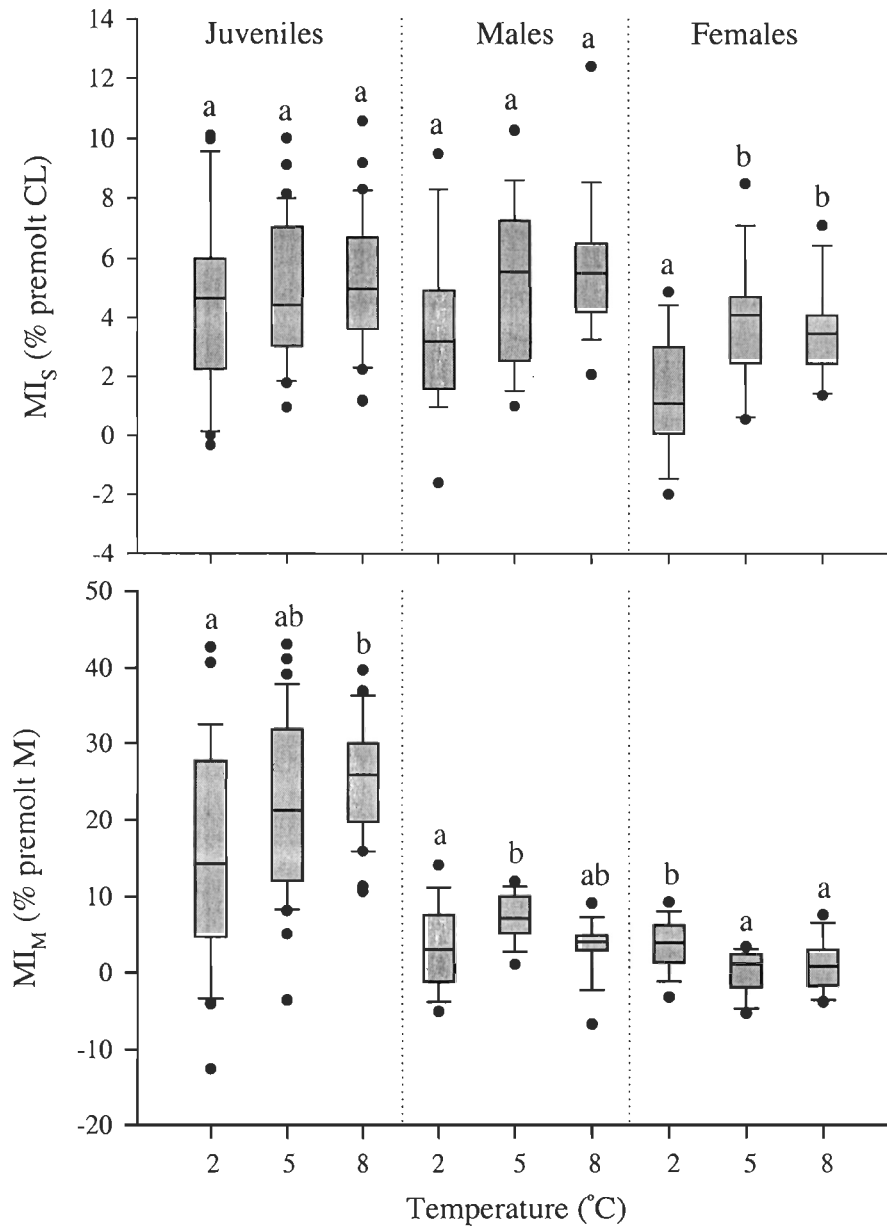 Juveniles Males Females
MI_S (% premolt CL)
14
12
10
8
6
4
2
0
-2
-4
a a a a a a a b b
MI_M (% premolt M)
50
40
30
20
10
0
-10
-20
a ab b a b ab b a a
2 5 8 2 5 8 2 5 8
Temperature (°C)